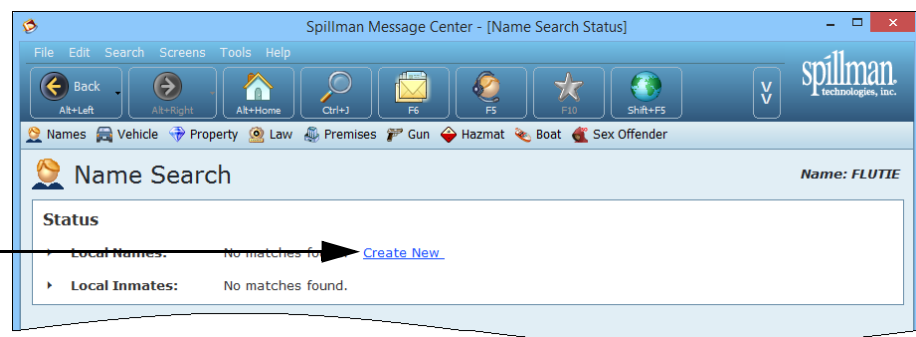 Spillman Message Center - [Name Search Status]
File Edit Search Screens Tools Help
Back
Alt+Left Alt+Right Alt+Home Ctrl+J F6 F5 F10 Shift+F5
spillman.
technologies, inc.
Names Vehicle Property Law Premises Gun Hazmat Boat Sex Offender
Name Search Name: FLUTIE
Status
Local Names: No matches found. Create New
Local Inmates: No matches found.